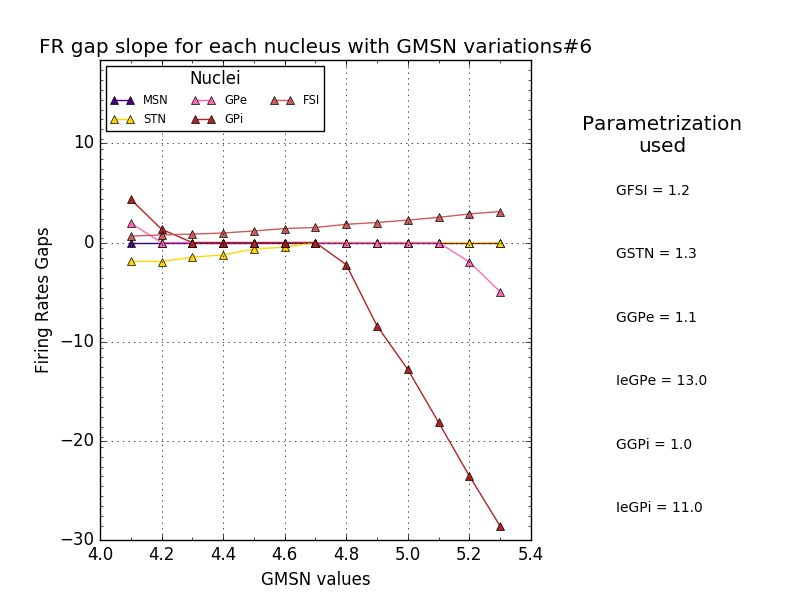 FR gap slope for each nucleus with GMSN variations#6
Nuclei
MSN GPe FSI
STN GPi
10
0
−10
−20
−30
4.0 4.2 4.4 4.6 4.8 5.0 5.2 5.4
GMSN values
Firing Rates Gaps
Parametrization
used
GFSI = 1.2
GSTN = 1.3
GGPe = 1.1
IeGPe = 13.0
GGPi = 1.0
IeGPi = 11.0